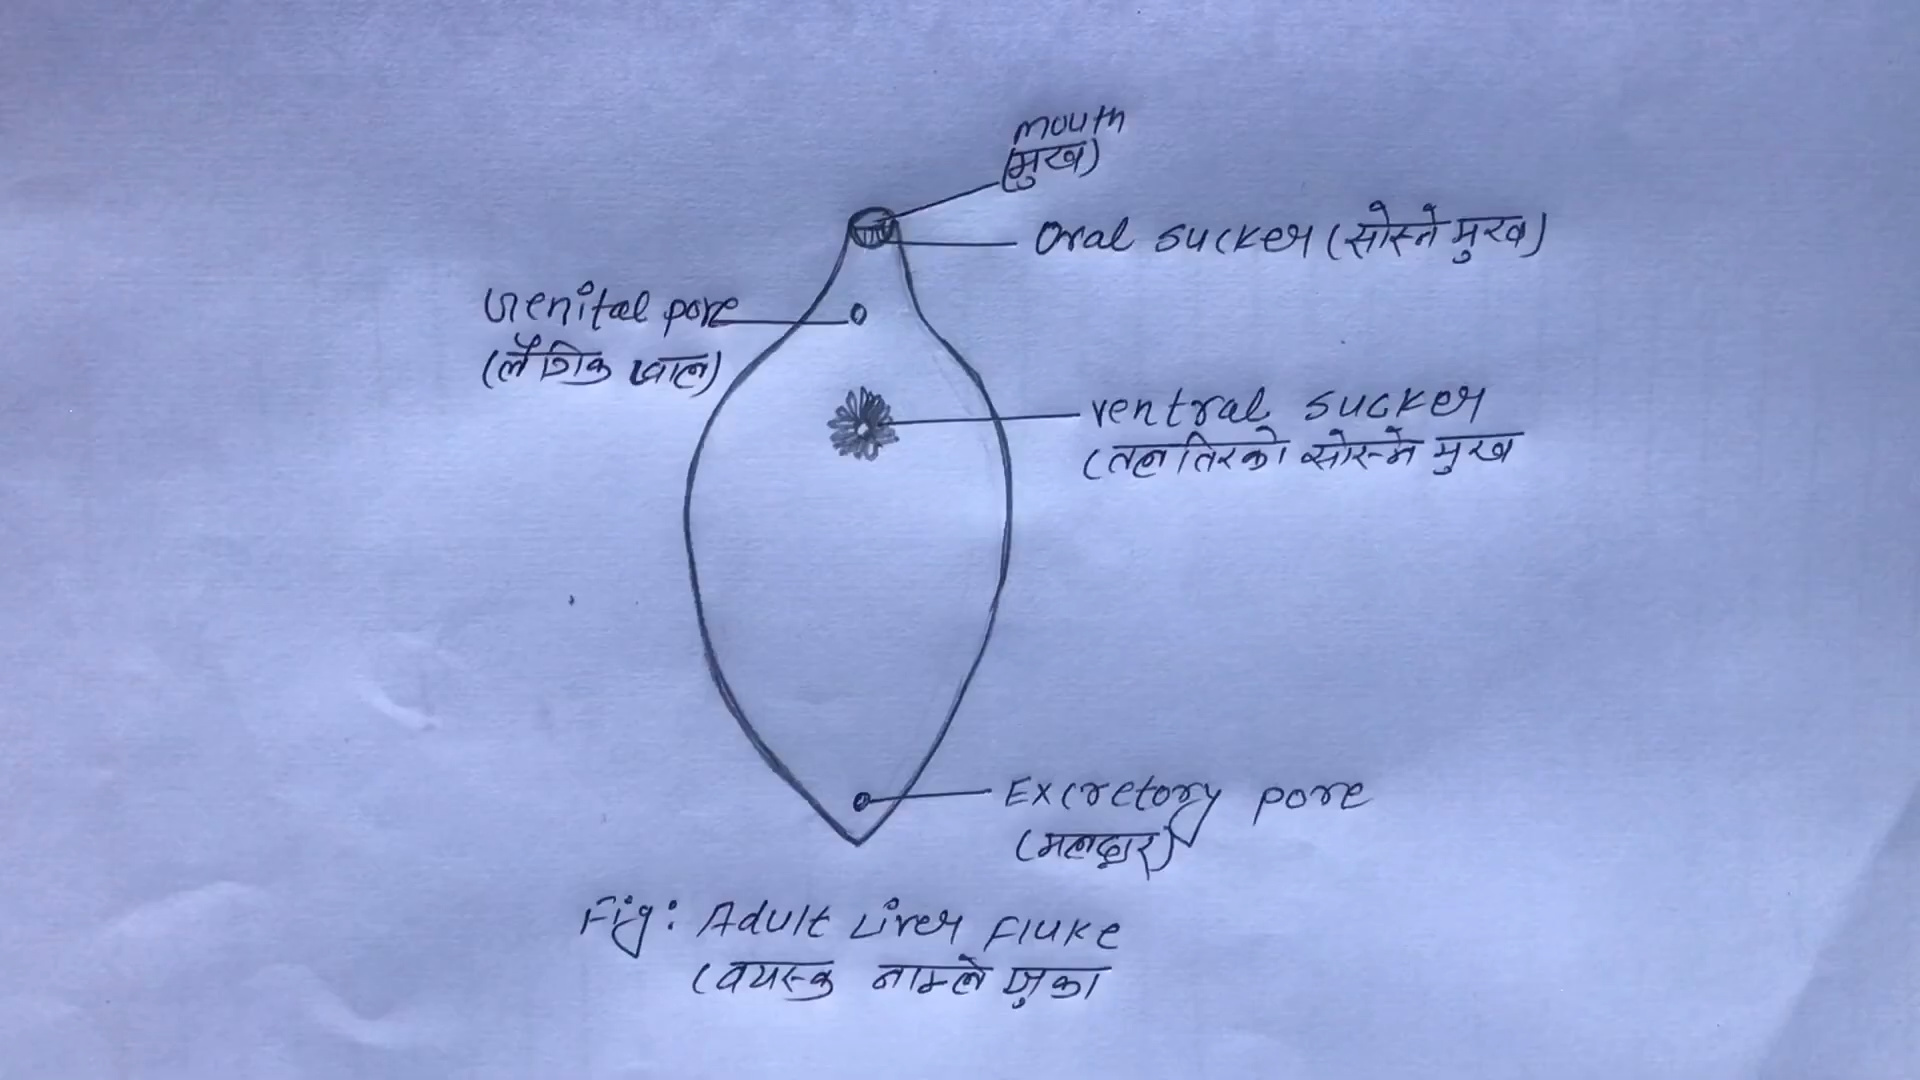 mouth
(मुख)
Oral sucker (सोस्ने मुख)
Genital pore
(लैंगिक प्वाल)
ventral sucker
(तलतिरको सोस्ने मुख
Excretory pore
(मलद्वार)
Fig: Adult Liver Fluke
(वयस्क नाम्ले जुका